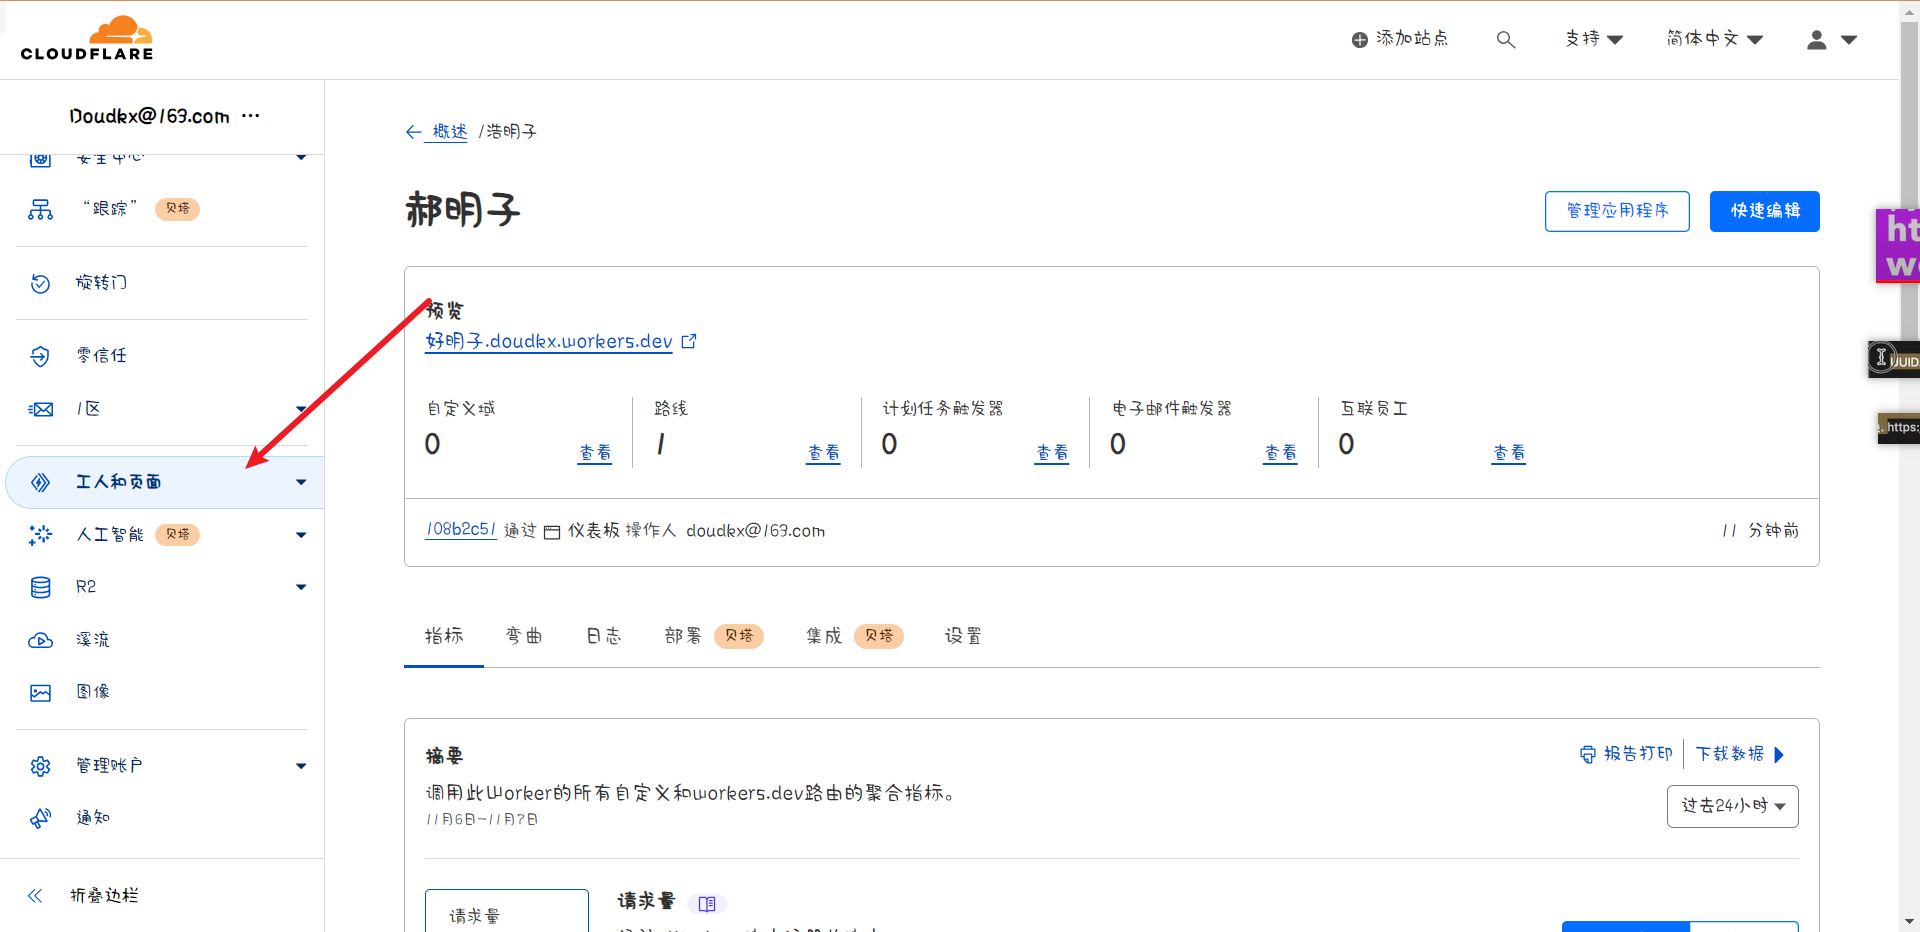 CLOUDFLARE
添加站点
支持
简体中文
Doudkx@163.com ...
安全中心
“跟踪” 贝塔
旋转门
零信任
1区
工人和页面
人工智能 贝塔
R2
溪流
图像
管理账户
通知
折叠边栏
概述 /浩明子
郝明子
管理应用程序
快速编辑
预览
好明子.doudkx.workers.dev
自定义域
0
查看
路线
1
查看
计划任务触发器
0
查看
电子邮件触发器
0
查看
互联员工
0
查看
108b2c51 通过 仪表板 操作人 doudkx@163.com
11 分钟前
指标
弯曲
日志
部署 贝塔
集成 贝塔
设置
摘要
报告打印
下载数据
调用此Worker的所有自定义和workers.dev路由的聚合指标。
11月6日-11月7日
过去24小时
请求量
请求量
ht
we
UUID
https: